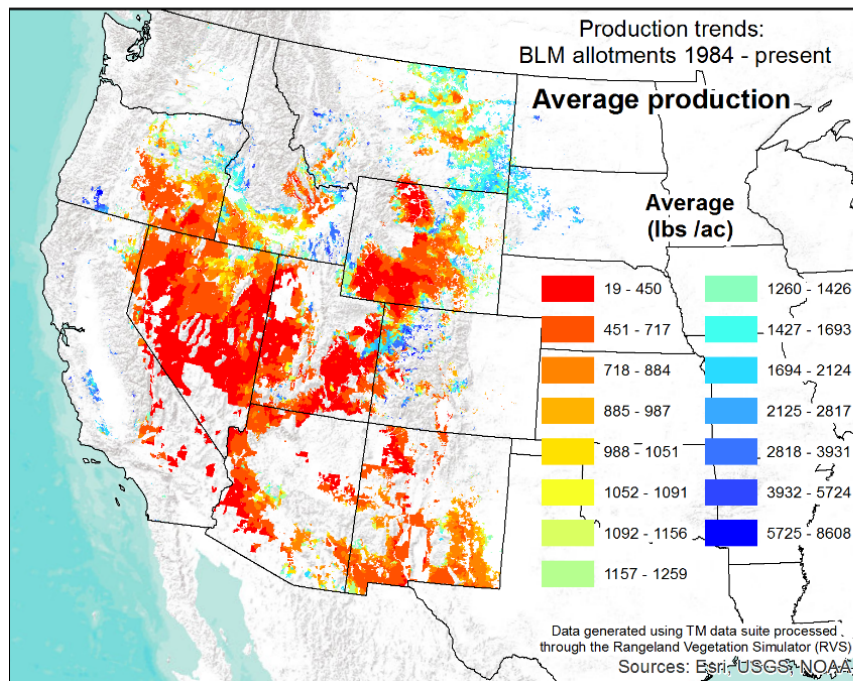 Production trends:
BLM allotments 1984 - present
Average production
Average
(lbs /ac)
19 - 450
451 - 717
718 - 884
885 - 987
988 - 1051
1052 - 1091
1092 - 1156
1157 - 1259
1260 - 1426
1427 - 1693
1694 - 2124
2125 - 2817
2818 - 3931
3932 - 5724
5725 - 8608
Data generated using TM data suite processed
through the Rangeland Vegetation Simulator (RVS)
Sources: Esri, USGS, NOAA